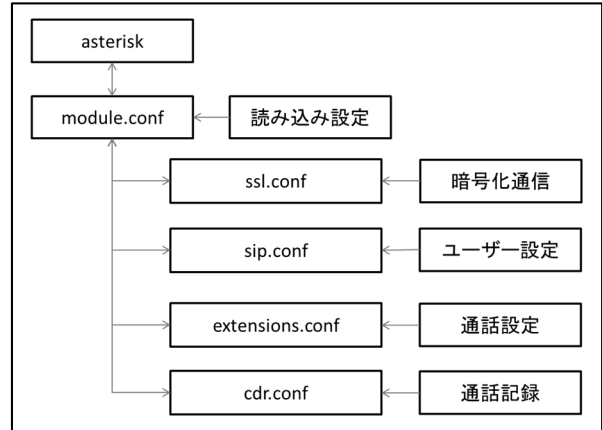 asterisk
module.conf
読み込み設定
ssl.conf
暗号化通信
sip.conf
ユーザー設定
extensions.conf
通話設定
cdr.conf
通話記録